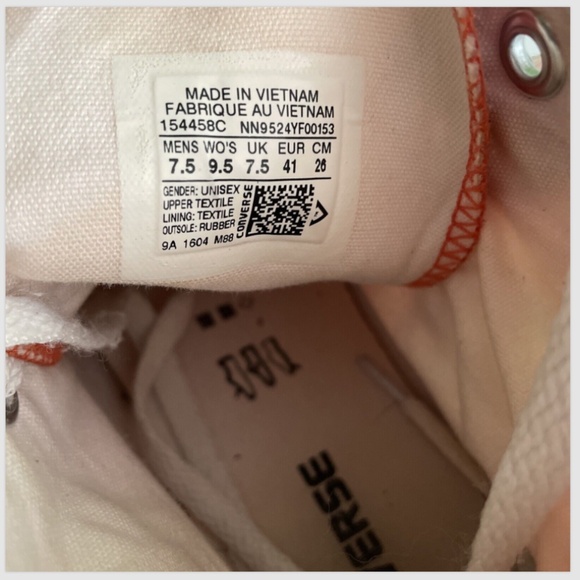 MADE IN VIETNAM
FABRIQUE AU VIETNAM
154458C NN9524YF00153
MENS WO'S UK EUR CM
7.5 9.5 7.5 41 26
GENDER: UNISEX
UPPER TEXTILE
LINING: TEXTILE
OUTSOLE: RUBBER
9A 1604 M88
CONVERSE
VERSE